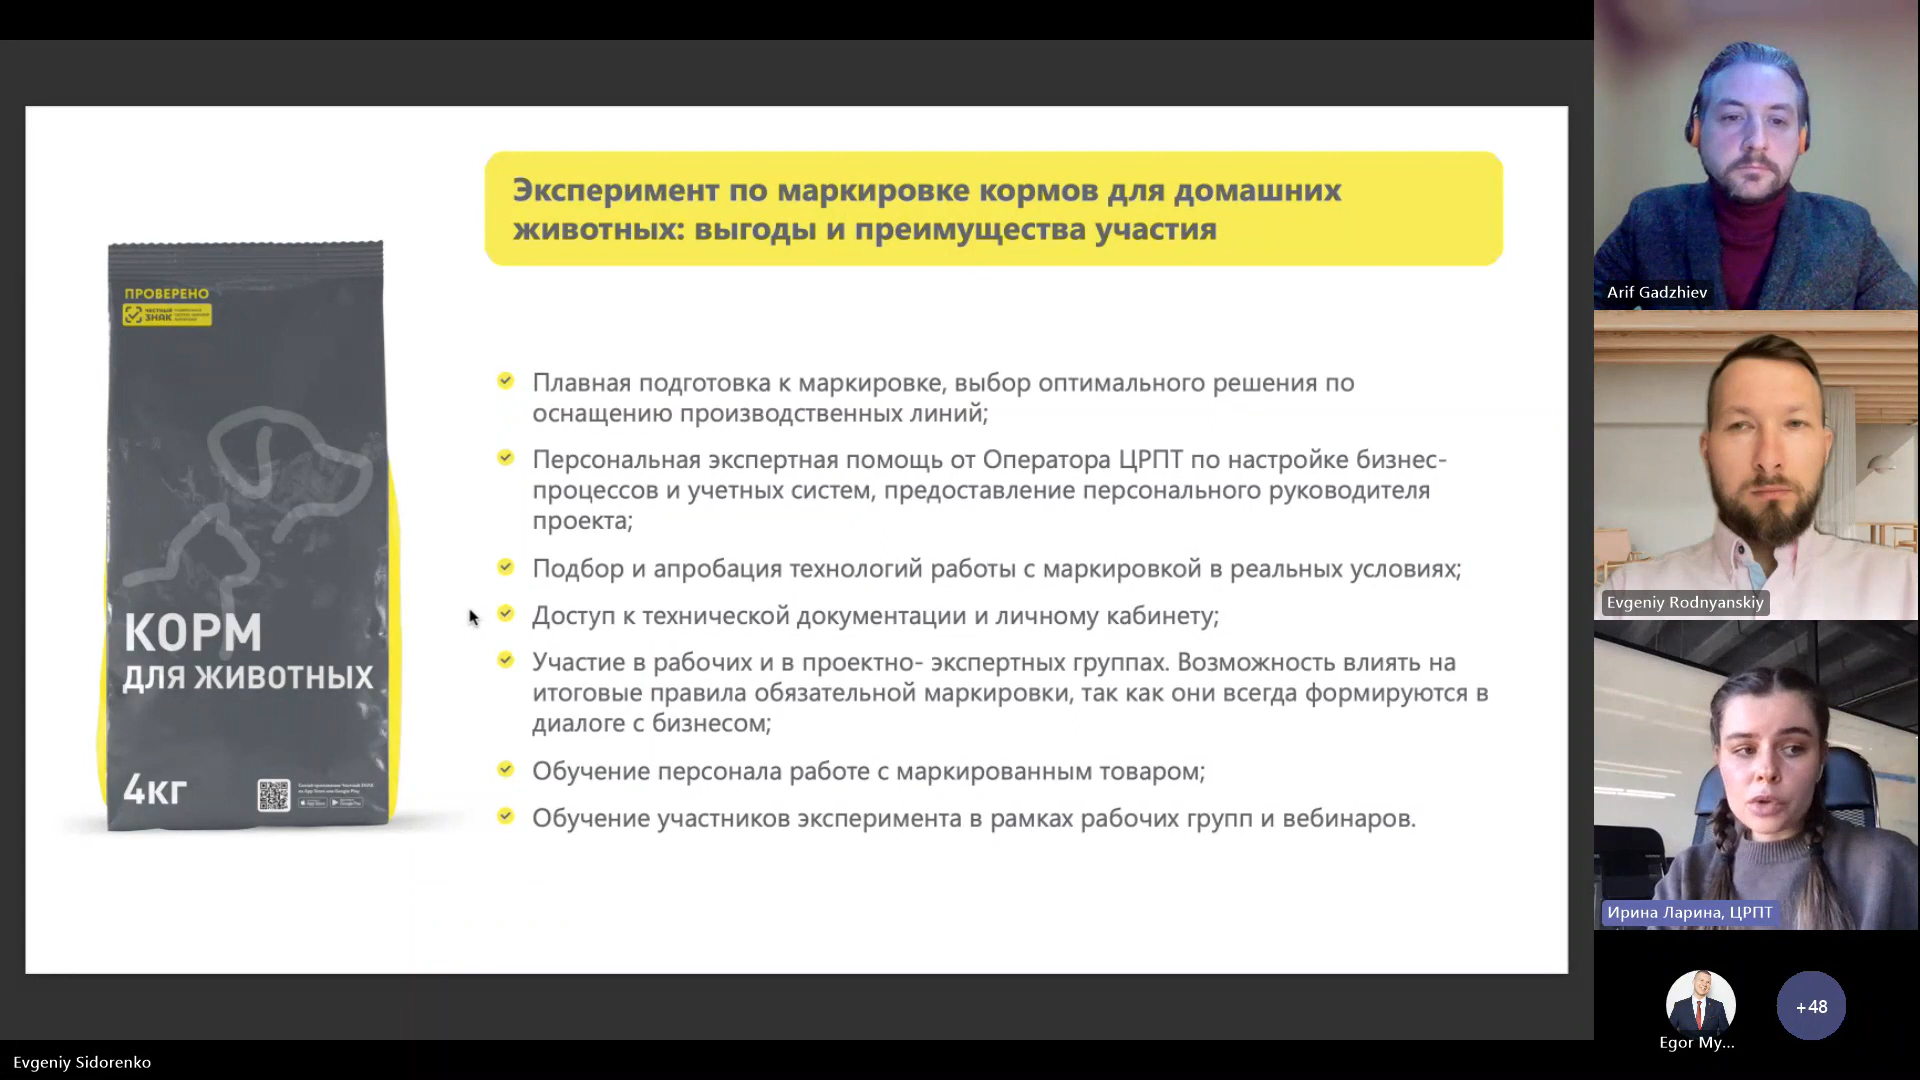 Эксперимент по маркировке кормов для домашних
животных: выгоды и преимущества участия
ПРОВЕРЕНО
ЧЕСТНЫЙ
ЗНАК
КОРМ
ДЛЯ ЖИВОТНЫХ
4кг
Плавная подготовка к маркировке, выбор оптимального решения по
оснащению производственных линий;
Персональная экспертная помощь от Оператора ЦРПТ по настройке бизнес-
процессов и учетных систем, предоставление персонального руководителя
проекта;
Подбор и апробация технологий работы с маркировкой в реальных условиях;
Доступ к технической документации и личному кабинету;
Участие в рабочих и в проектно- экспертных группах. Возможность влиять на
итоговые правила обязательной маркировки, так как они всегда формируются в
диалоге с бизнесом;
Обучение персонала работе с маркированным товаром;
Обучение участников эксперимента в рамках рабочих групп и вебинаров.
Arif Gadzhiev
Evgeniy Rodnyanskiy
Ирина Ларина, ЦРПТ
Egor My...
+48
Evgeniy Sidorenko